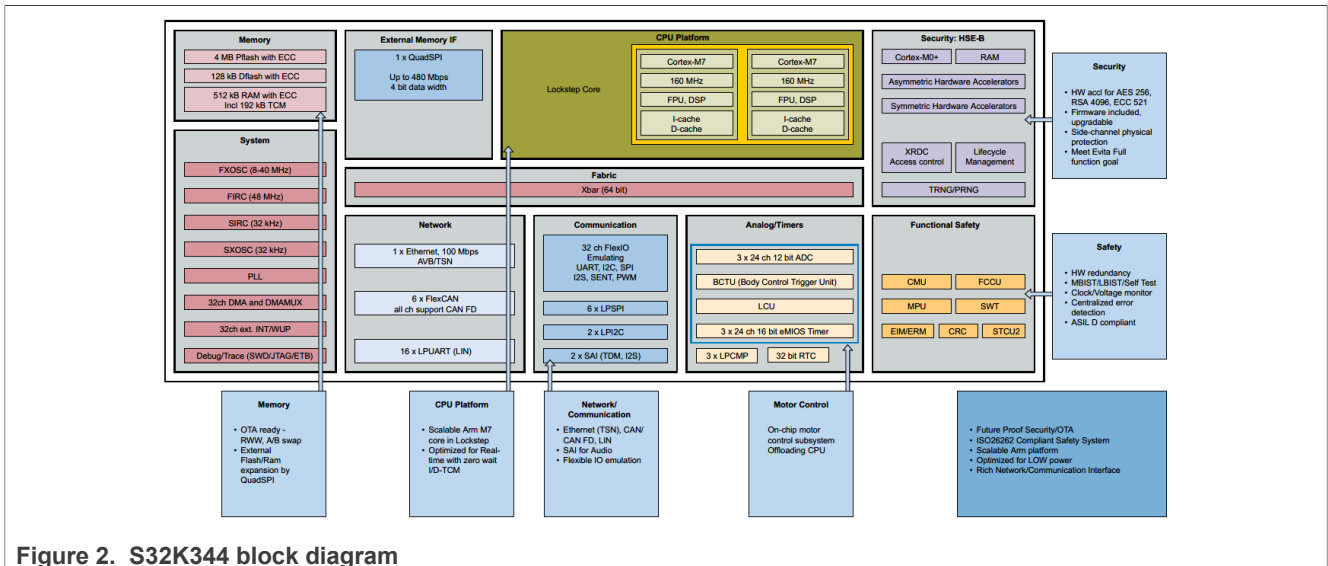 Memory
4 MB Pflash with ECC
128 kB Dflash with ECC
512 kB RAM with ECC
Incl 192 kB TCM
External Memory IF
1 x QuadSPI
Up to 480 Mbps
4 bit data width
CPU Platform
Lockstep Core
Cortex-M7
160 MHz
FPU, DSP
I-cache
D-cache
Cortex-M7
160 MHz
FPU, DSP
I-cache
D-cache
Security: HSE-B
Cortex-M0+
RAM
Asymmetric Hardware Accelerators
Symmetric Hardware Accelerators
XRDC
Access control
Lifecycle
Management
TRNG/PRNG
Security
• HW accl for AES 256,
RSA 4096, ECC 521
• Firmware included,
upgradable
• Side-channel physical
protection
• Meet Evita Full
function goal
System
FXOSC (8-40 MHz)
FIRC (48 MHz)
SIRC (32 kHz)
SXOSC (32 kHz)
PLL
32ch DMA and DMAMUX
32ch ext. INT/WUP
Debug/Trace (SWD/JTAG/ETB)
Fabric
Xbar (64 bit)
Network
1 x Ethernet, 100 Mbps
AVB/TSN
6 x FlexCAN
all ch support CAN FD
16 x LPUART (LIN)
Communication
32 ch FlexIO
Emulating
UART, I2C, SPI
I2S, SENT, PWM
6 x LPSPI
2 x LPI2C
2 x SAI (TDM, I2S)
Analog/Timers
3 x 24 ch 12 bit ADC
BCTU (Body Control Trigger Unit)
LCU
3 x 24 ch 16 bit eMIOS Timer
3 x LPCMP
32 bit RTC
Functional Safety
CMU
FCCU
MPU
SWT
EIM/ERM
CRC
STCU2
Safety
• HW redundancy
• MBIST/LBIST/Self Test
• Clock/Voltage monitor
• Centralized error
detection
• ASIL D compliant
Memory
• OTA ready -
RWW, A/B swap
• External
Flash/Ram
expansion by
QuadSPI
CPU Platform
• Scalable Arm M7
core in Lockstep
• Optimized for Real-
time with zero wait
I/D-TCM
Network/
Communication
• Ethernet (TSN), CAN/
CAN FD, LIN
• SAI for Audio
• Flexible IO emulation
Motor Control
On-chip motor
control subsystem
Offloading CPU
• Future Proof Security/OTA
• ISO26262 Compliant Safety System
• Scalable Arm platform
• Optimized for LOW power
• Rich Network/Communication Interface
Figure 2. S32K344 block diagram